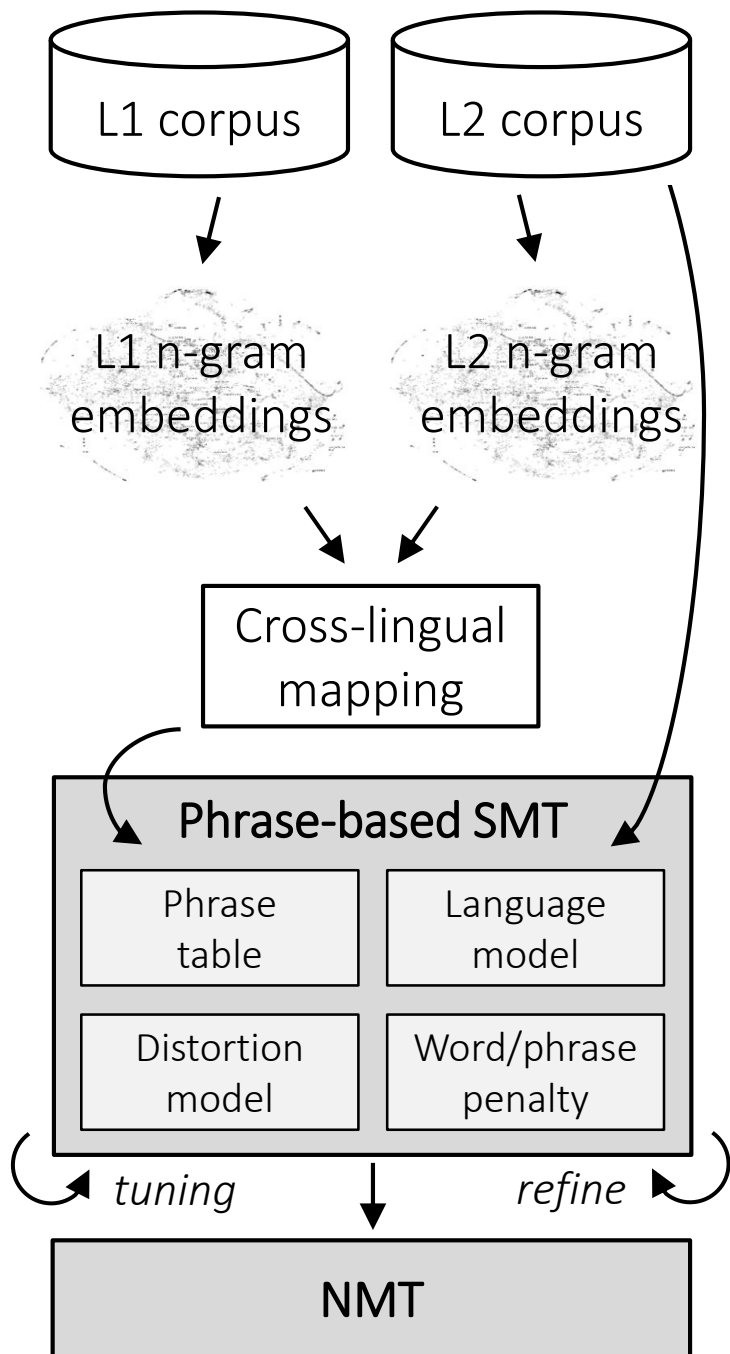 L1 corpus
L2 corpus
L1 n-gram
embeddings
L2 n-gram
embeddings
Cross-lingual
mapping
Phrase-based SMT
Phrase
table
Language
model
Distortion
model
Word/phrase
penalty
tuning
refine
NMT